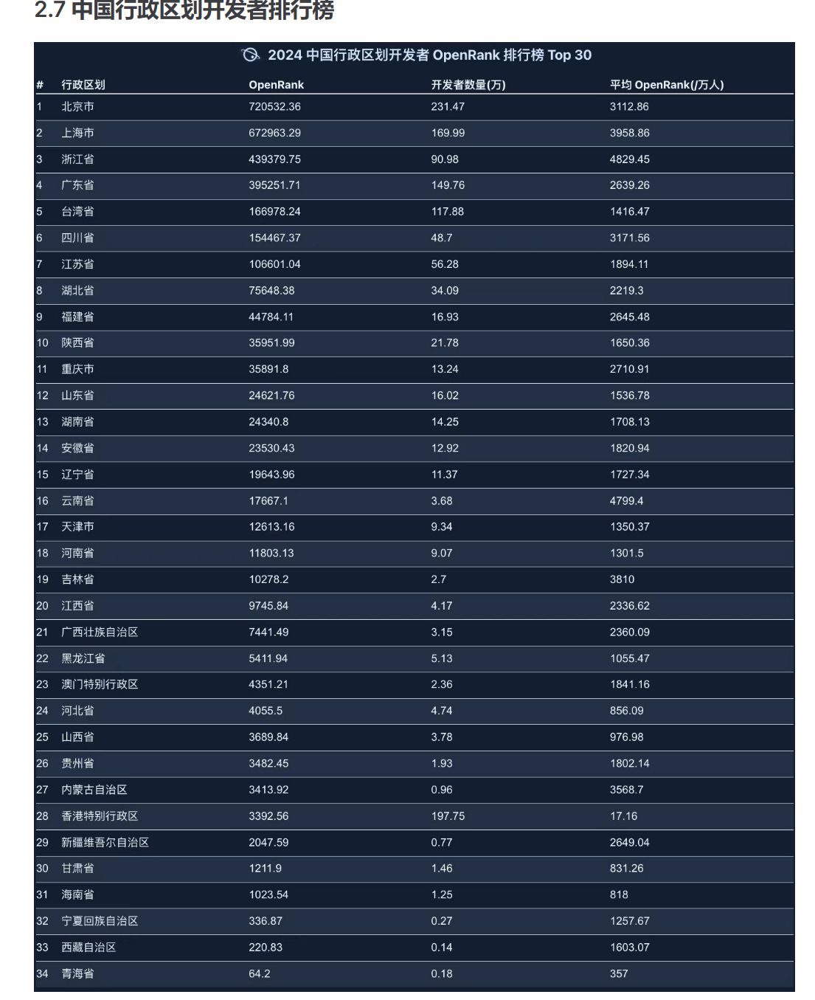 2.7 中国行政区划开发者排行榜
2024 中国行政区划开发者 OpenRank 排行榜 Top 30
# 行政区划 OpenRank 开发者数量(万) 平均 OpenRank(/万人)
1 北京市 720532.36 231.47 3112.86
2 上海市 672963.29 169.99 3958.86
3 浙江省 439379.75 90.98 4829.45
4 广东省 395251.71 149.76 2639.26
5 台湾省 166978.24 117.88 1416.47
6 四川省 154467.37 48.7 3171.56
7 江苏省 106601.04 56.28 1894.11
8 湖北省 75648.38 34.09 2219.3
9 福建省 44784.11 16.93 2645.48
10 陕西省 35951.99 21.78 1650.36
11 重庆市 35891.8 13.24 2710.91
12 山东省 24621.76 16.02 1536.78
13 湖南省 24340.8 14.25 1708.13
14 安徽省 23530.43 12.92 1820.94
15 辽宁省 19643.96 11.37 1727.34
16 云南省 17667.1 3.68 4799.4
17 天津市 12613.16 9.34 1350.37
18 河南省 11803.13 9.07 1301.5
19 吉林省 10278.2 2.7 3810
20 江西省 9745.84 4.17 2336.62
21 广西壮族自治区 7441.49 3.15 2360.09
22 黑龙江省 5411.94 5.13 1055.47
23 澳门特别行政区 4351.21 2.36 1841.16
24 河北省 4055.5 4.74 856.09
25 山西省 3689.84 3.78 976.98
26 贵州省 3482.45 1.93 1802.14
27 内蒙古自治区 3413.92 0.96 3568.7
28 香港特别行政区 3392.56 197.75 17.16
29 新疆维吾尔自治区 2047.59 0.77 2649.04
30 甘肃省 1211.9 1.46 831.26
31 海南省 1023.54 1.25 818
32 宁夏回族自治区 336.87 0.27 1257.67
33 西藏自治区 220.83 0.14 1603.07
34 青海省 64.2 0.18 357